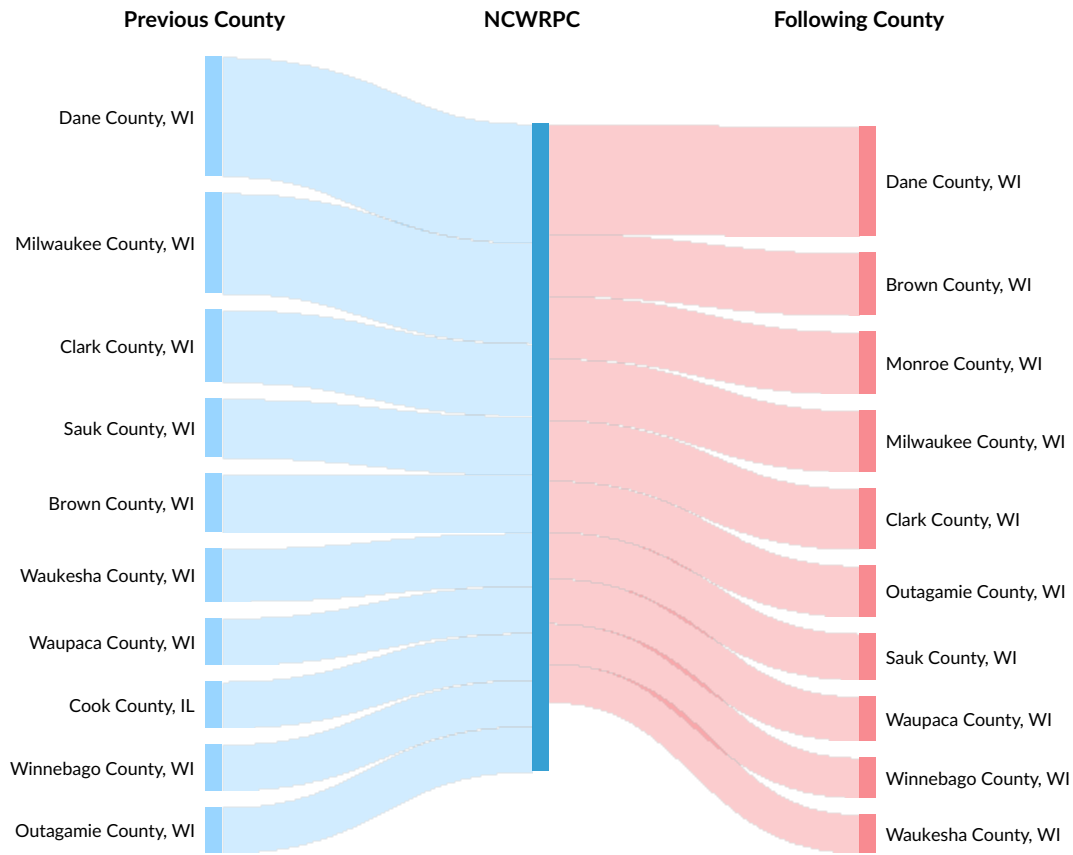 Previous County
NCWRPC
Following County
Dane County, WI
Milwaukee County, WI
Clark County, WI
Sauk County, WI
Brown County, WI
Waukesha County, WI
Waupaca County, WI
Cook County, IL
Winnebago County, WI
Outagamie County, WI
Dane County, WI
Brown County, WI
Monroe County, WI
Milwaukee County, WI
Clark County, WI
Outagamie County, WI
Sauk County, WI
Waupaca County, WI
Winnebago County, WI
Waukesha County, WI